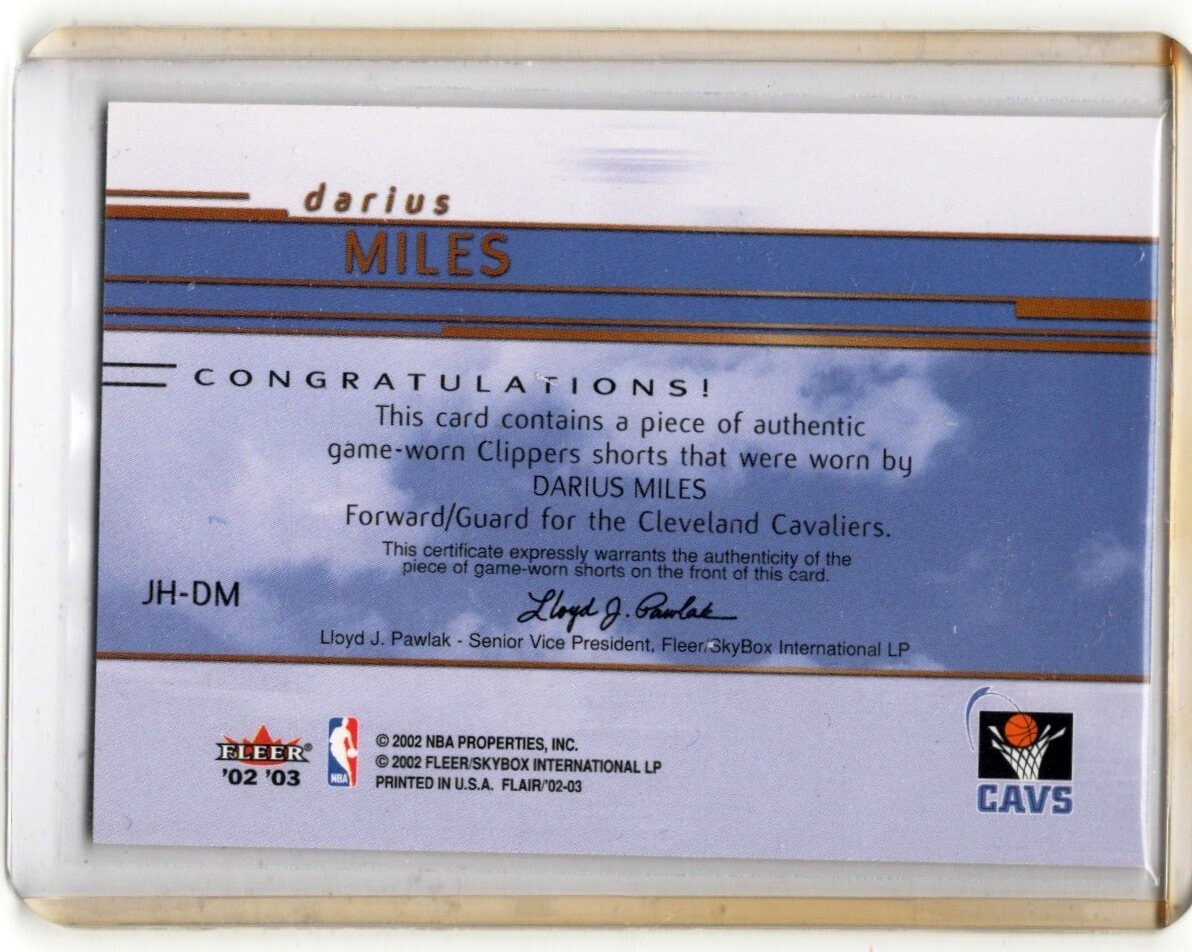 darius
MILES
CONGRATULATIONS!
This card contains a piece of authentic
game-worn Clippers shorts that were worn by
DARIUS MILES
Forward/Guard for the Cleveland Cavaliers.
This certificate expressly warrants the authenticity of the
piece of game-worn shorts on the front of this card.
JH-DM
Lloyd J. Pawlak
Lloyd J. Pawlak - Senior Vice President, Fleer/SkyBox International LP
FLEER®
'02 '03
NBA
© 2002 NBA PROPERTIES, INC.
© 2002 FLEER/SKYBOX INTERNATIONAL LP
PRINTED IN U.S.A. FLAIR/'02-03
CAVS